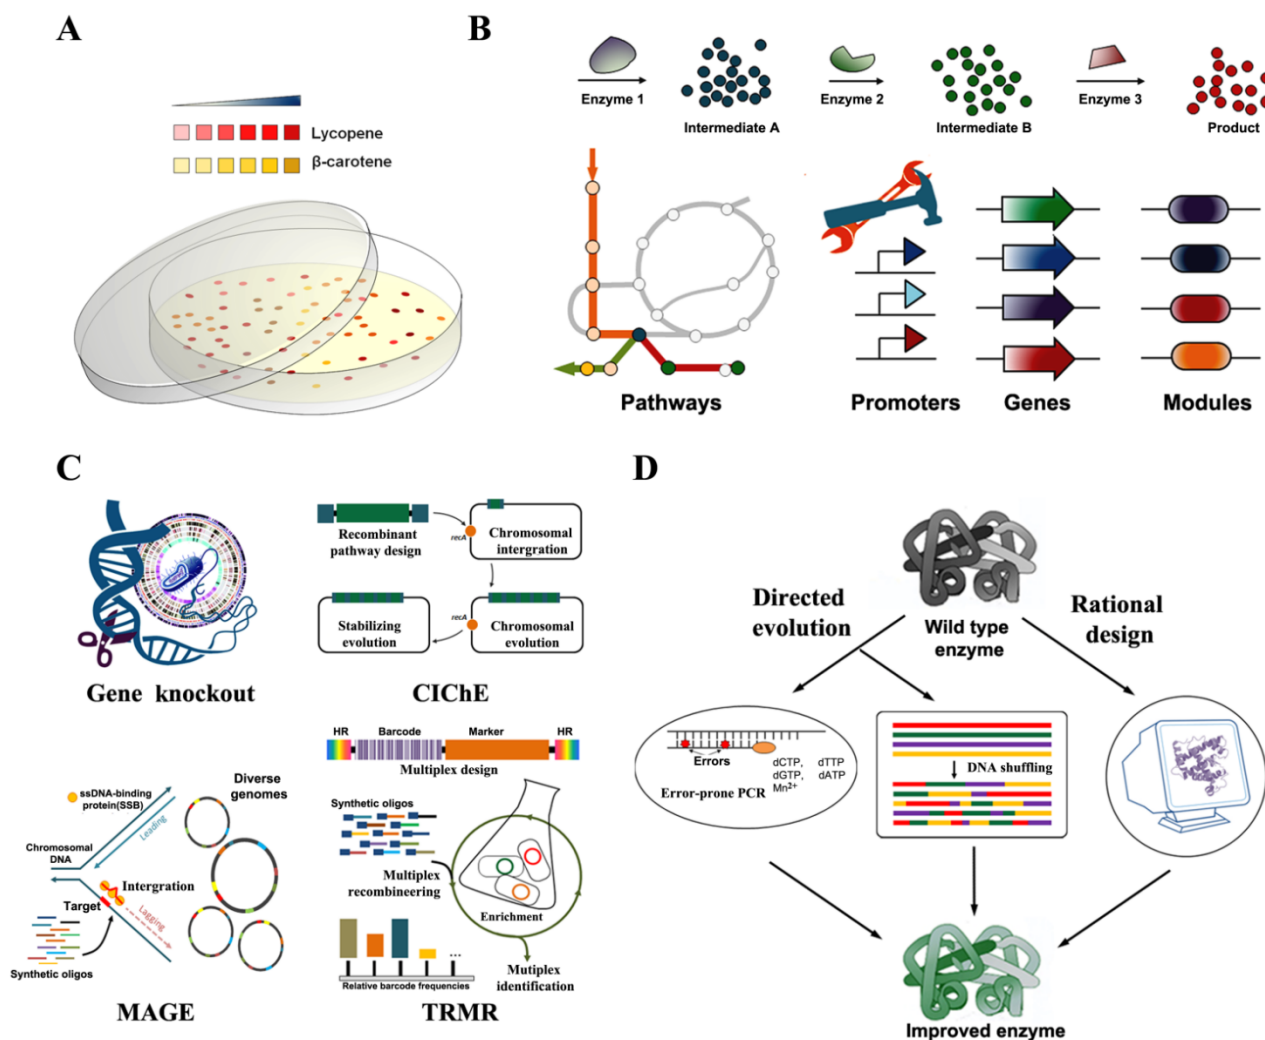 A
Lycopene
β-carotene
B
Enzyme 1
Intermediate A
Enzyme 2
Intermediate B
Enzyme 3
Product
Pathways
Promoters
Genes
Modules
C
Gene knockout
Recombinant
pathway design
recA
Chromosomal
intergration
Stabilizing
evolution
recA
Chromosomal
evolution
CIChE
ssDNA-binding
protein(SSB)
Diverse
genomes
Leading
Chromosomal
DNA
Intergration
Target
Lagging
Synthetic oligos
MAGE
HR
Barcode
Marker
HR
Multiplex design
Synthetic oligos
Multiplex
recombineering
Enrichment
...
Relative barcode frequencies
Mutiplex
identification
TRMR
D
Directed
evolution
Wild type
enzyme
Rational
design
Errors
Error-prone PCR
dCTP, dTTP
dGTP, dATP
Mn²⁺
DNA shuffling
Improved enzyme